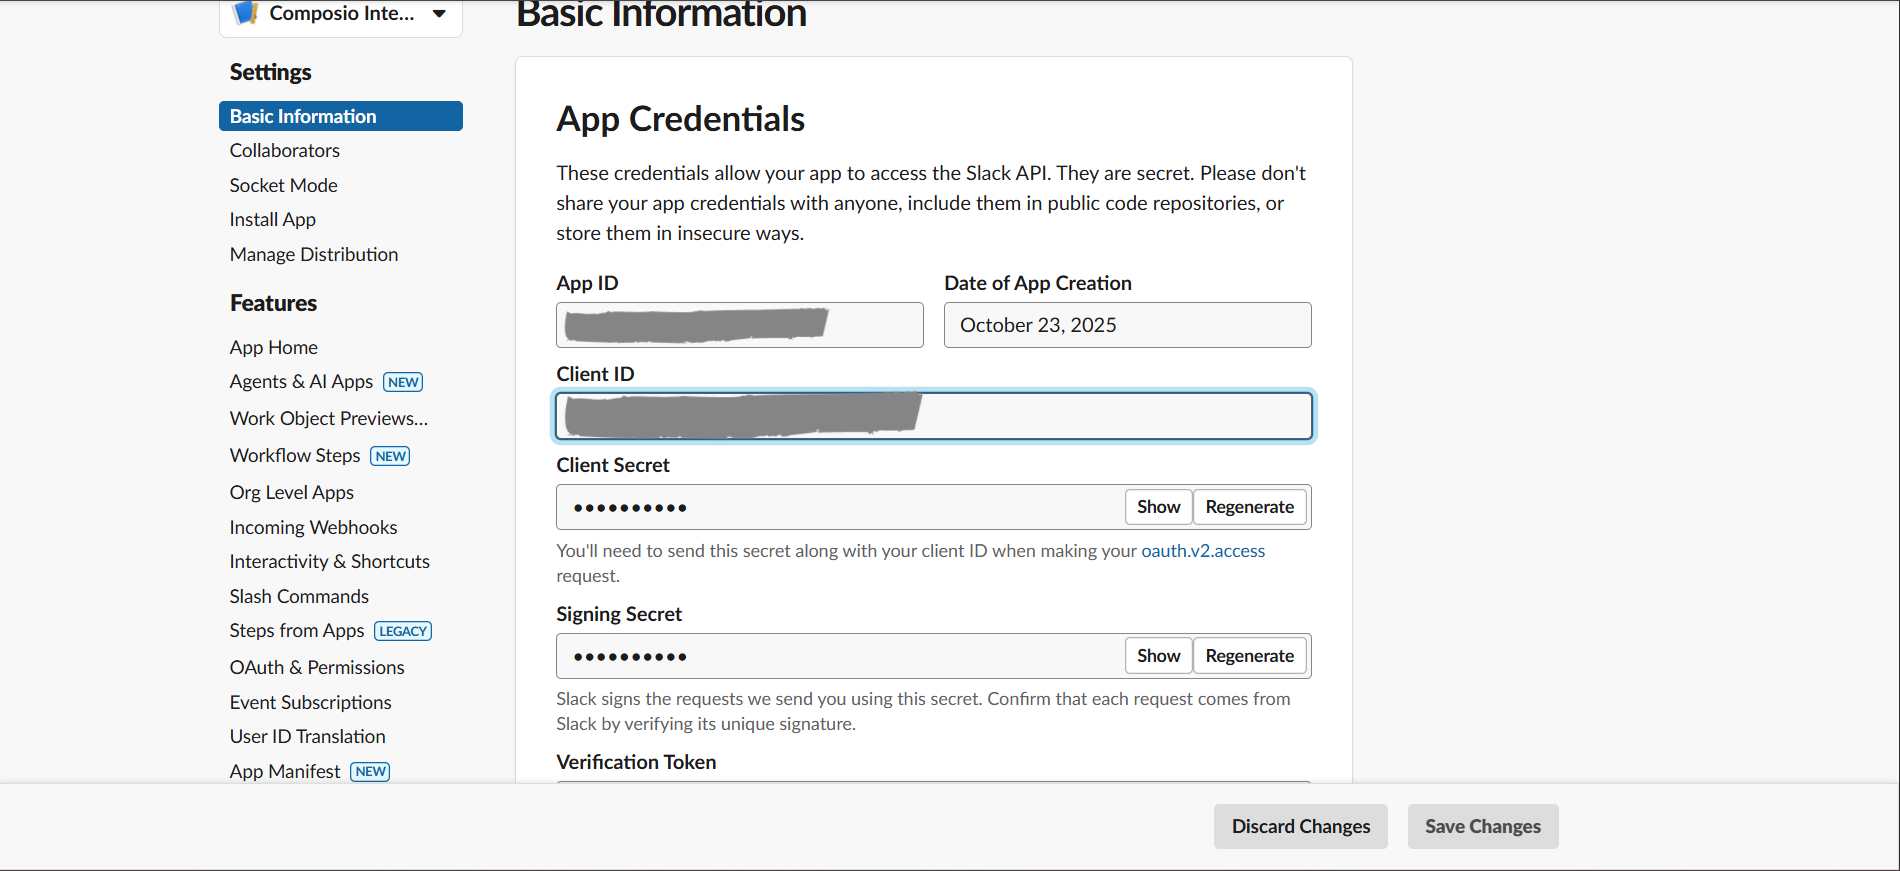 Composio Inte...
Settings
Basic Information
Collaborators
Socket Mode
Install App
Manage Distribution
Features
App Home
Agents & AI Apps NEW
Work Object Previews...
Workflow Steps NEW
Org Level Apps
Incoming Webhooks
Interactivity & Shortcuts
Slash Commands
Steps from Apps LEGACY
OAuth & Permissions
Event Subscriptions
User ID Translation
App Manifest NEW
Basic Information
App Credentials
These credentials allow your app to access the Slack API. They are secret. Please don't
share your app credentials with anyone, include them in public code repositories, or
store them in insecure ways.
App ID
Date of App Creation
October 23, 2025
Client ID
Client Secret
•••••••••• Show Regenerate
You'll need to send this secret along with your client ID when making your oauth.v2.access
request.
Signing Secret
•••••••••• Show Regenerate
Slack signs the requests we send you using this secret. Confirm that each request comes from
Slack by verifying its unique signature.
Verification Token
Discard Changes Save Changes